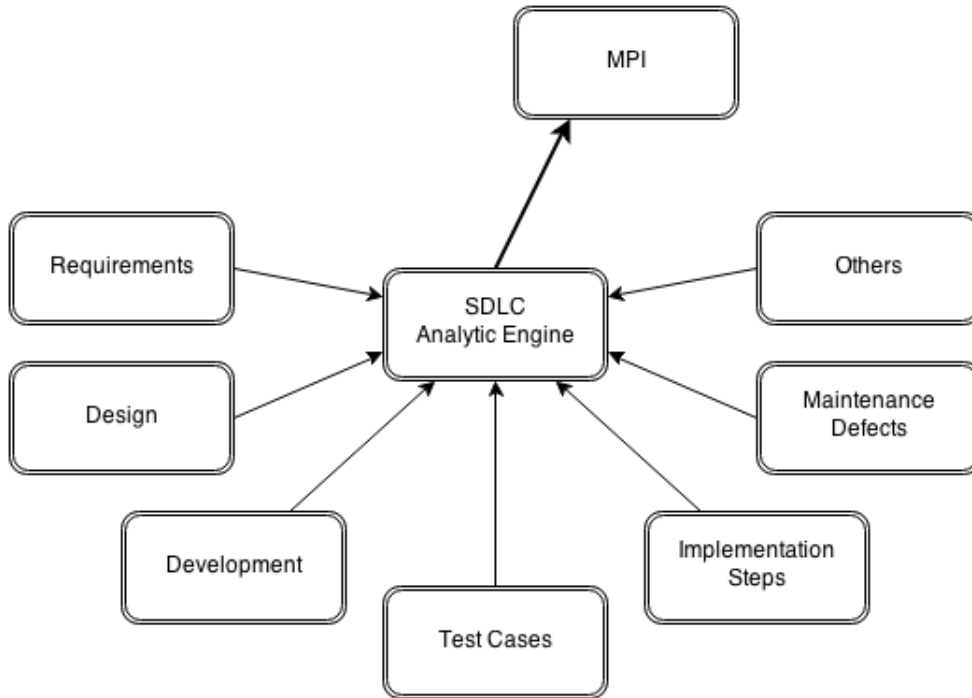 MPI
Requirements
Others
SDLC
Analytic Engine
Design
Maintenance
Defects
Development
Implementation
Steps
Test Cases